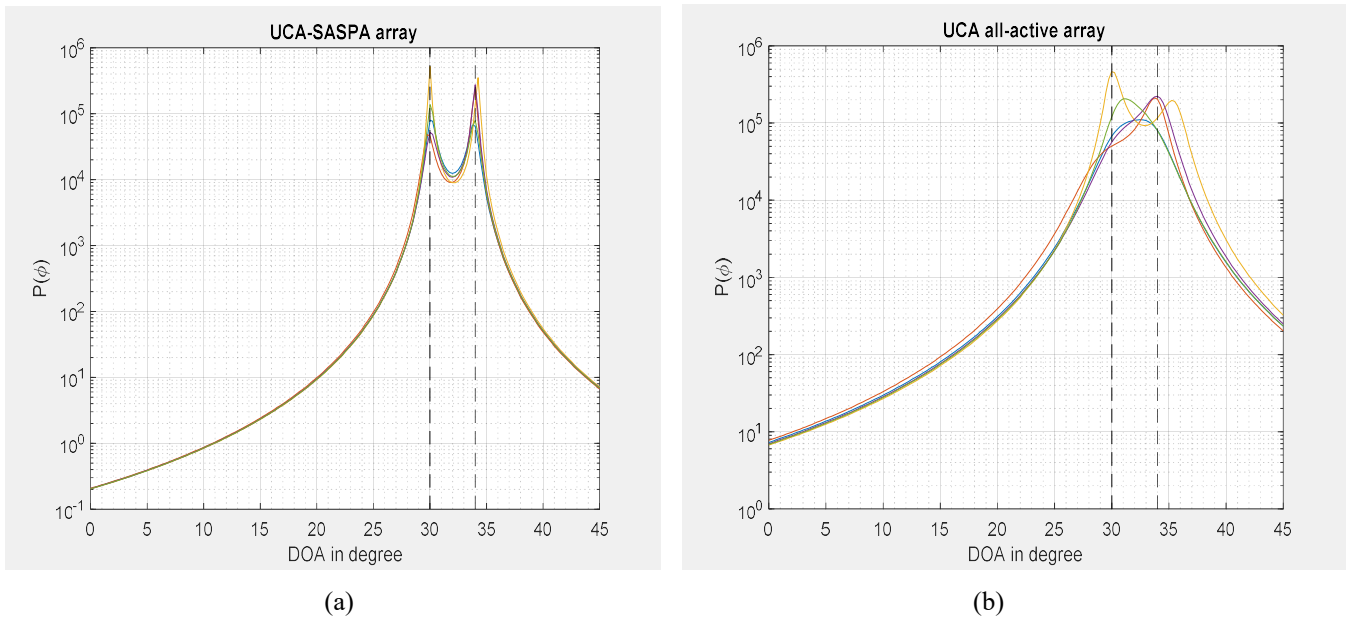 UCA-SASPA array
10^6
10^5
10^4
10^3
10^2
10^1
10^0
10^-1
P(ϕ)
0 5 10 15 20 25 30 35 40 45
DOA in degree
(a)
UCA all-active array
10^6
10^5
10^4
10^3
10^2
10^1
10^0
P(ϕ)
0 5 10 15 20 25 30 35 40 45
DOA in degree
(b)